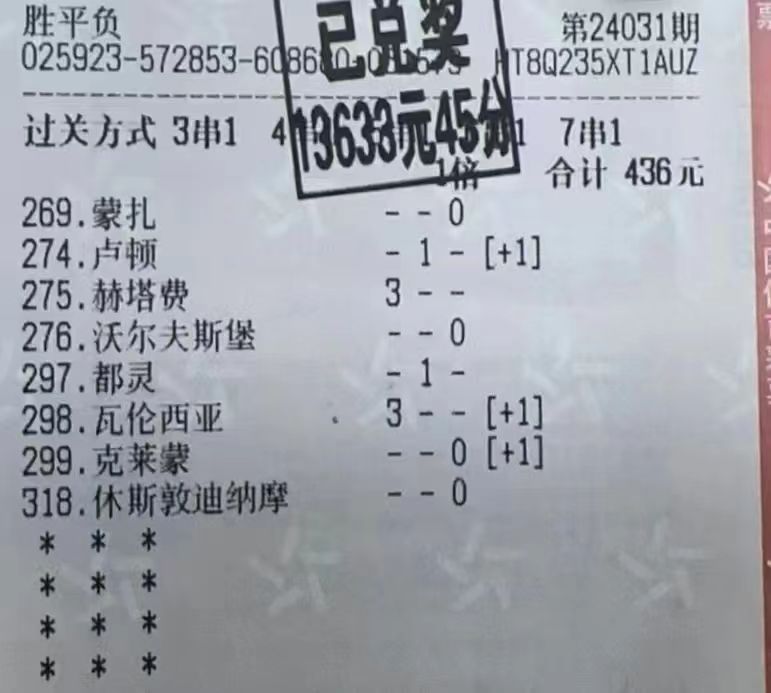 胜平负 第24031期
025923-572853-608680-0 HT8Q235XT1AUZ
已兑奖
13633元45分
过关方式 3串1 4 1 7串1
1倍 合计 436元
269.蒙扎 --0
274.卢顿 -1-[+1]
275.赫塔费 3--
276.沃尔夫斯堡 --0
297.都灵 -1-
298.瓦伦西亚 3--[+1]
299.克莱蒙 --0[+1]
318.休斯敦迪纳摩 --0
* * *
* * *
* * *
* * *